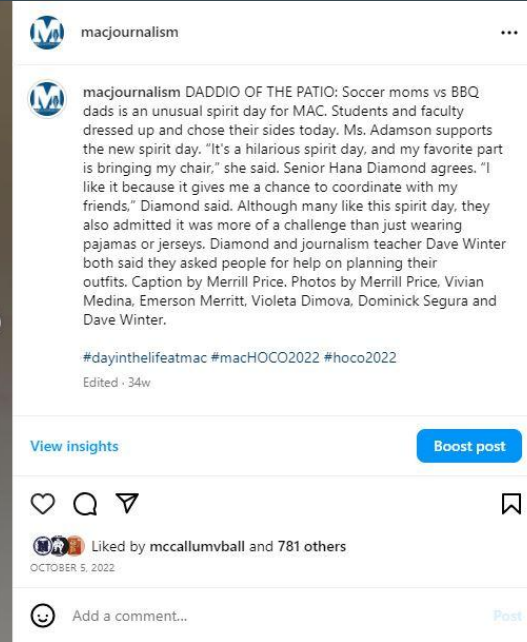 macjournalism
macjournalism DADDIO OF THE PATIO: Soccer moms vs BBQ
dads is an unusual spirit day for MAC. Students and faculty
dressed up and chose their sides today. Ms. Adamson supports
the new spirit day. “It's a hilarious spirit day, and my favorite part
is bringing my chair,” she said. Senior Hana Diamond agrees. “I
like it because it gives me a chance to coordinate with my
friends,” Diamond said. Although many like this spirit day, they
also admitted it was more of a challenge than just wearing
pajamas or jerseys. Diamond and journalism teacher Dave Winter
both said they asked people for help on planning their
outfits. Caption by Merrill Price. Photos by Merrill Price, Vivian
Medina, Emerson Merritt, Violeta Dimova, Dominick Segura and
Dave Winter.
#dayinthelifeatmac #macHOCO2022 #hoco2022
Edited · 34w
View insights
Boost post
Liked by mccallumvball and 781 others
OCTOBER 5, 2022
Add a comment...
Post